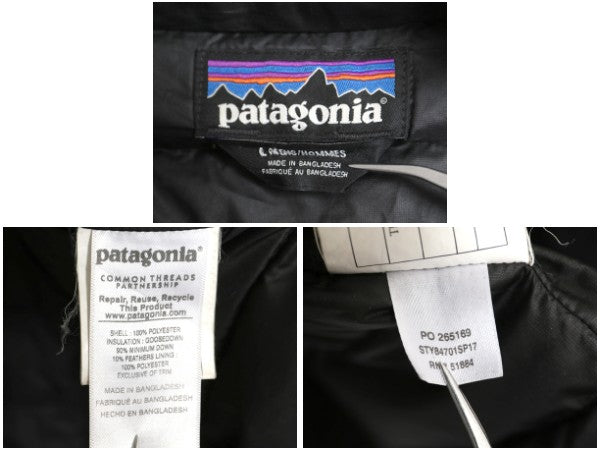 patagonia®
L MENS/HOMMES
MADE IN BANGLADESH
FABRIQUÉ AU BANGLADESH
patagonia®
COMMON THREADS
PARTNERSHIP
Repair, Reuse, Recycle
This Product
www.patagonia.com
SHELL : 100% POLYESTER
INSULATION : GOOSEDOWN
90% MINIMUM DOWN
10% FEATHERS LINING :
100% POLYESTER
EXCLUSIVE OF TRIM
MADE IN BANGLADESH
FABRIQUÉ AU BANGLADESH
HECHO EN BANGLADESH
PO 265169
STY84701SP17
51884